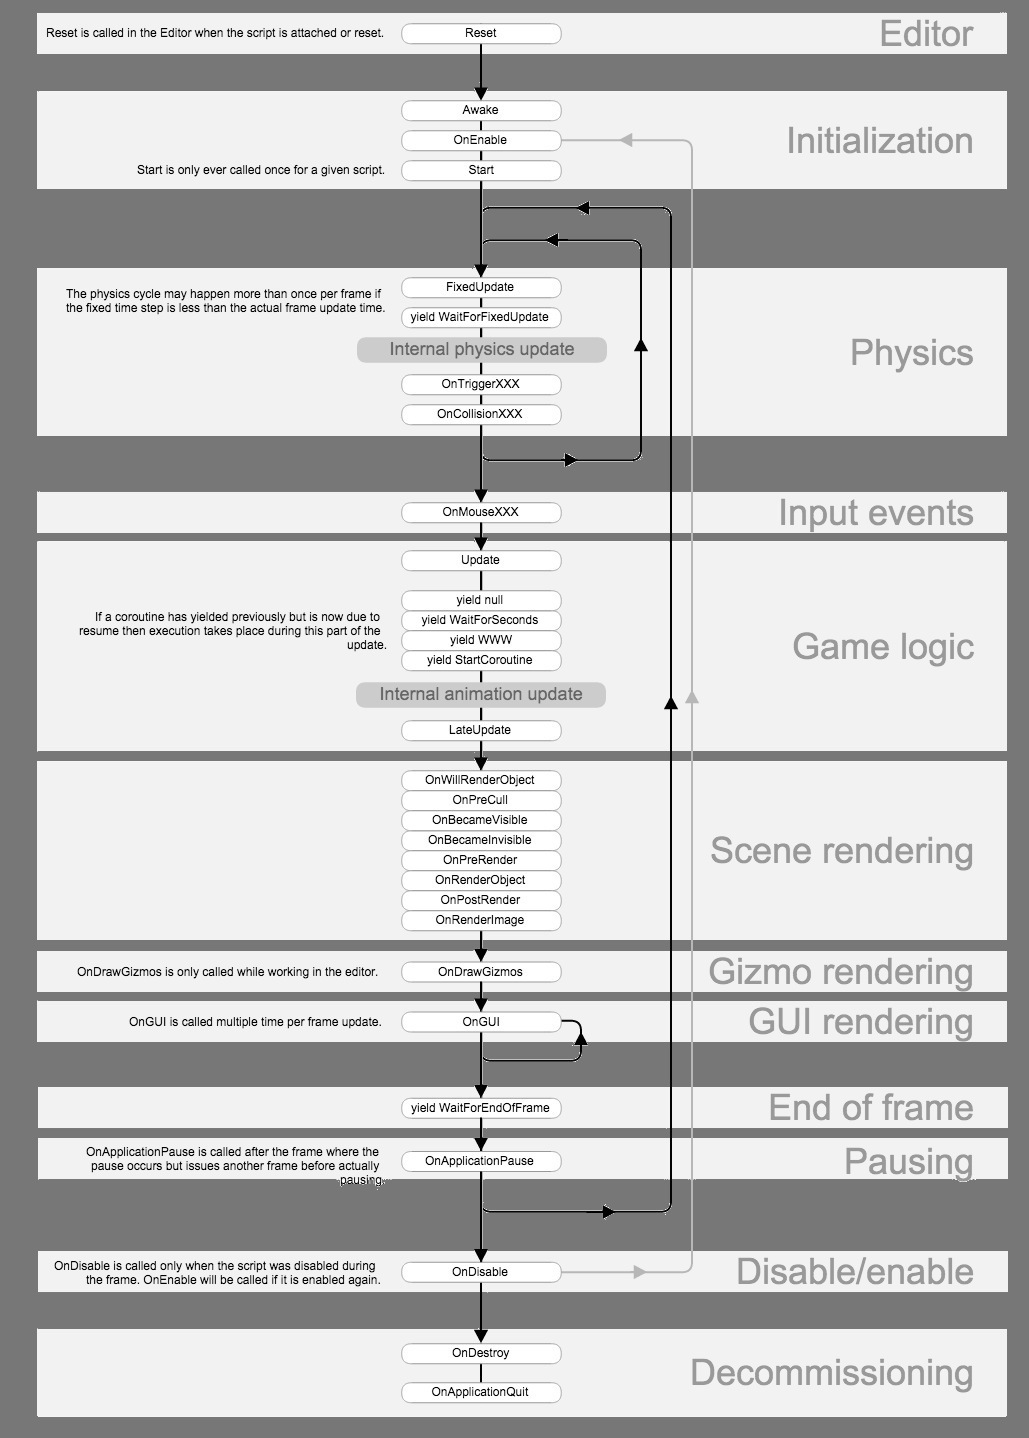 Reset is called in the Editor when the script is attached or reset.
Reset
Editor
Awake
OnEnable
Initialization
Start is only ever called once for a given script.
Start
The physics cycle may happen more than once per frame if
the fixed time step is less than the actual frame update time.
FixedUpdate
yield WaitForFixedUpdate
Internal physics update
Physics
OnTriggerXXX
OnCollisionXXX
OnMouseXXX
Input events
Update
If a coroutine has yielded previously but is now due to
resume then execution takes place during this part of the
update.
yield null
yield WaitForSeconds
yield WWW
yield StartCoroutine
Game logic
Internal animation update
LateUpdate
OnWillRenderObject
OnPreCull
OnBecameVisible
OnBecameInvisible
OnPreRender
OnRenderObject
OnPostRender
OnRenderImage
Scene rendering
OnDrawGizmos is only called while working in the editor.
OnDrawGizmos
Gizmo rendering
OnGUI is called multiple time per frame update.
OnGUI
GUI rendering
yield WaitForEndOfFrame
End of frame
OnApplicationPause is called after the frame where the
pause occurs but issues another frame before actually
pausing.
OnApplicationPause
Pausing
OnDisable is called only when the script was disabled during
the frame. OnEnable will be called if it is enabled again.
OnDisable
Disable/enable
OnDestroy
OnApplicationQuit
Decommissioning